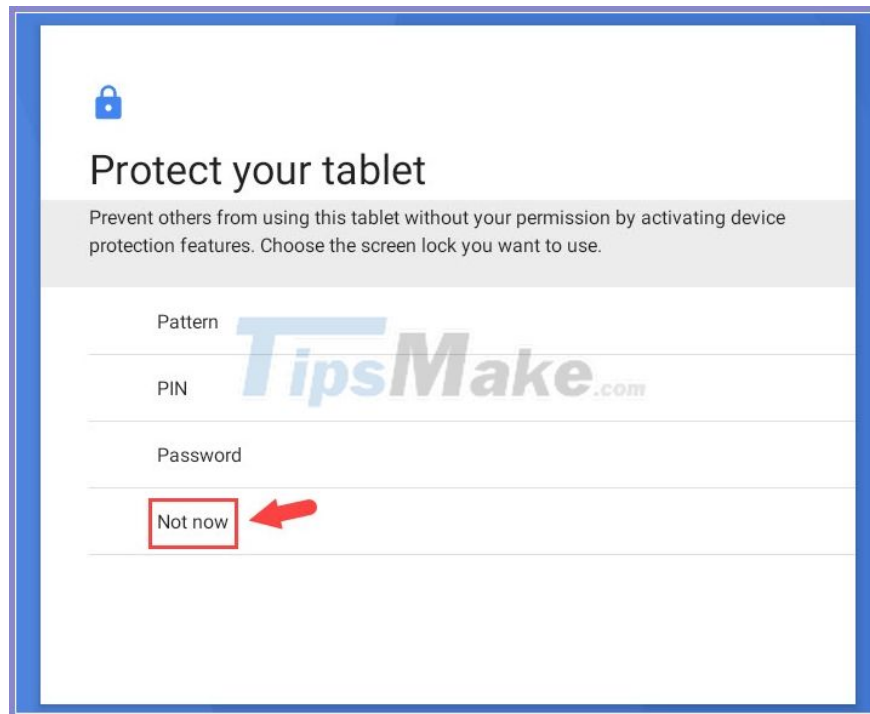 Protect your tablet
Prevent others from using this tablet without your permission by activating device
protection features. Choose the screen lock you want to use.
Pattern
PIN
TipsMake.com
Password
Not now